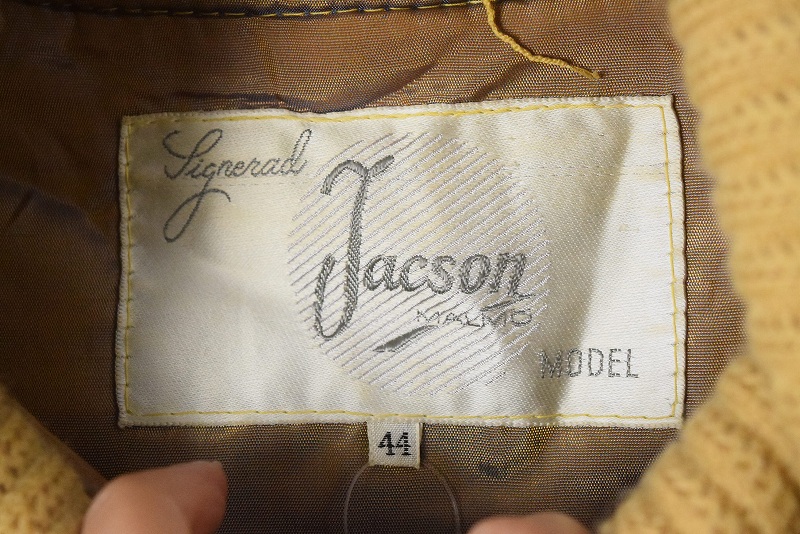 Signerad
Jacson
MALMÖ
MODEL
44